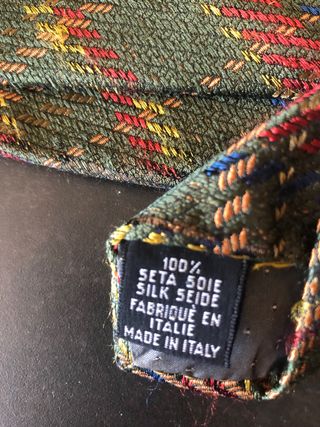 100%
SETA SOIE
SILK SEIDE
FABRIQUÉ EN
ITALIE
MADE IN ITALY